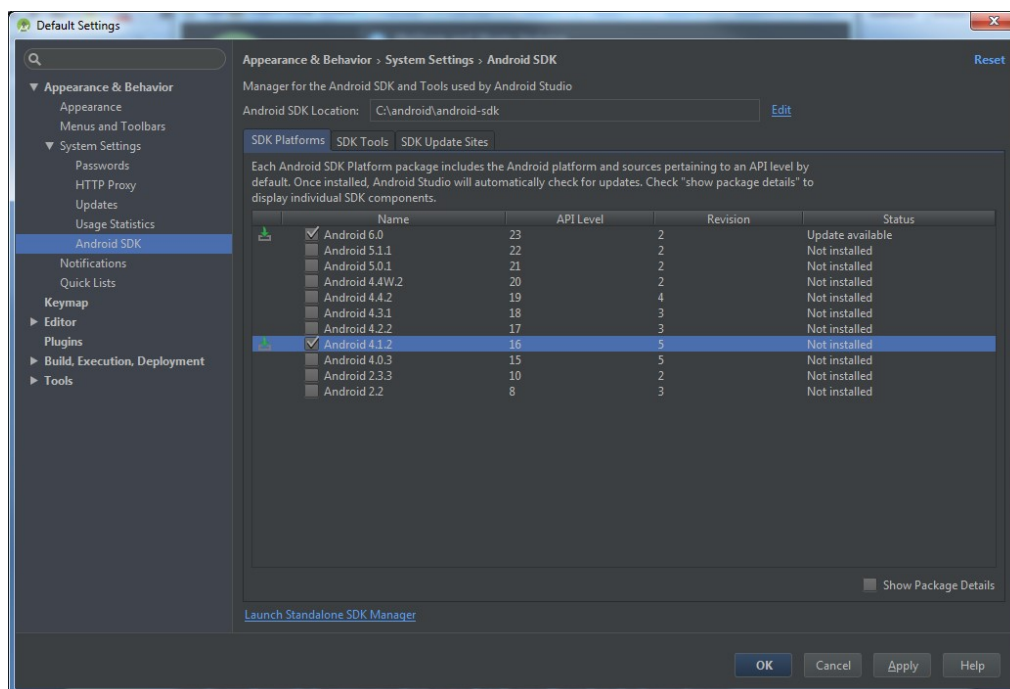 Default Settings
Appearance & Behavior › System Settings › Android SDK
Reset
▼ Appearance & Behavior
Appearance
Menus and Toolbars
▼ System Settings
Passwords
HTTP Proxy
Updates
Usage Statistics
Android SDK
Notifications
Quick Lists
Keymap
▶ Editor
Plugins
▶ Build, Execution, Deployment
▶ Tools
Manager for the Android SDK and Tools used by Android Studio
Android SDK Location: C:\android\android-sdk Edit
SDK Platforms SDK Tools SDK Update Sites
Each Android SDK Platform package includes the Android platform and sources pertaining to an API level by
default. Once installed, Android Studio will automatically check for updates. Check "show package details" to
display individual SDK components.
Name API Level Revision Status
Android 6.0 23 2 Update available
Android 5.1.1 22 2 Not installed
Android 5.0.1 21 2 Not installed
Android 4.4W.2 20 2 Not installed
Android 4.4.2 19 4 Not installed
Android 4.3.1 18 3 Not installed
Android 4.2.2 17 3 Not installed
Android 4.1.2 16 5 Not installed
Android 4.0.3 15 5 Not installed
Android 2.3.3 10 2 Not installed
Android 2.2 8 3 Not installed
Show Package Details
Launch Standalone SDK Manager
OK Cancel Apply Help